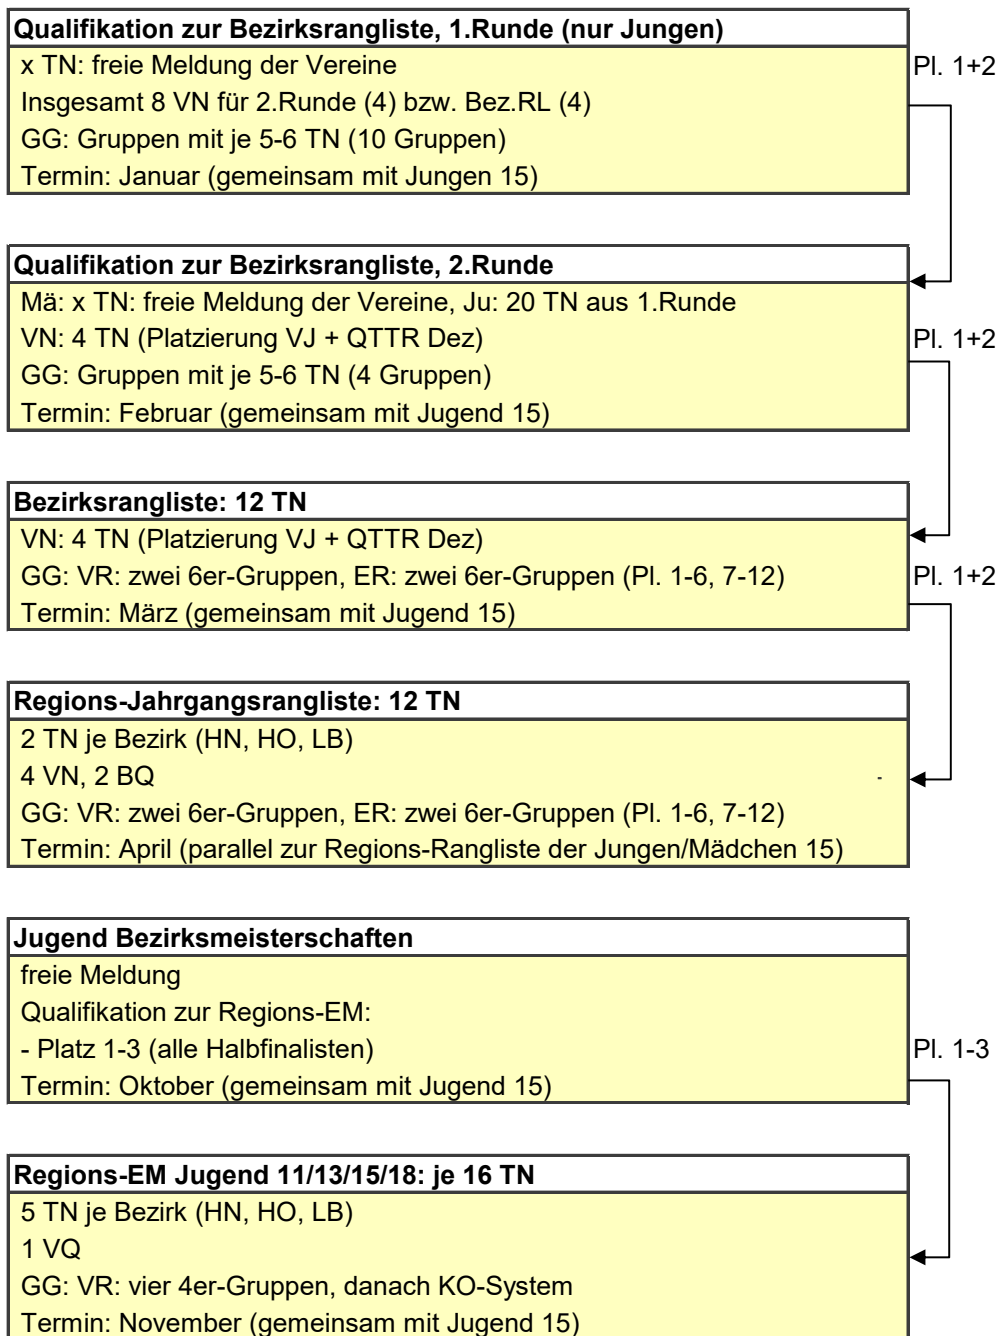 Qualifikation zur Bezirksrangliste, 1.Runde (nur Jungen)
x TN: freie Meldung der Vereine
Pl. 1+2
Insgesamt 8 VN für 2.Runde (4) bzw. Bez.RL (4)
GG: Gruppen mit je 5-6 TN (10 Gruppen)
Termin: Januar (gemeinsam mit Jungen 15)
Qualifikation zur Bezirksrangliste, 2.Runde
Mä: x TN: freie Meldung der Vereine, Ju: 20 TN aus 1.Runde
VN: 4 TN (Platzierung VJ + QTTR Dez)
Pl. 1+2
GG: Gruppen mit je 5-6 TN (4 Gruppen)
Termin: Februar (gemeinsam mit Jugend 15)
Bezirksrangliste: 12 TN
VN: 4 TN (Platzierung VJ + QTTR Dez)
GG: VR: zwei 6er-Gruppen, ER: zwei 6er-Gruppen (Pl. 1-6, 7-12)
Pl. 1+2
Termin: März (gemeinsam mit Jugend 15)
Regions-Jahrgangsrangliste: 12 TN
2 TN je Bezirk (HN, HO, LB)
4 VN, 2 BQ
-
GG: VR: zwei 6er-Gruppen, ER: zwei 6er-Gruppen (Pl. 1-6, 7-12)
Termin: April (parallel zur Regions-Rangliste der Jungen/Mädchen 15)
Jugend Bezirksmeisterschaften
freie Meldung
Qualifikation zur Regions-EM:
- Platz 1-3 (alle Halbfinalisten)
Pl. 1-3
Termin: Oktober (gemeinsam mit Jugend 15)
Regions-EM Jugend 11/13/15/18: je 16 TN
5 TN je Bezirk (HN, HO, LB)
1 VQ
GG: VR: vier 4er-Gruppen, danach KO-System
Termin: November (gemeinsam mit Jugend 15)